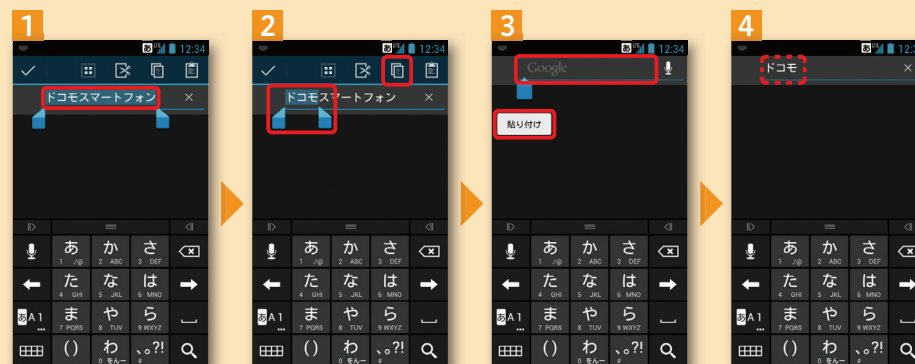 1
あ LTE 12:34
ドコモスマートフォン ×
あ か さ
1 ./@ 2 ABC 3 DEF
た な は
4 GHI 5 JKL 6 MNO
あA1 ま や ら
7 PQRS 8 TUV 9 WXYZ
() わ 、。?!
0 をん― #
2
あ LTE 12:34
ドコモスマートフォン ×
あ か さ
1 ./@ 2 ABC 3 DEF
た な は
4 GHI 5 JKL 6 MNO
あA1 ま や ら
7 PQRS 8 TUV 9 WXYZ
() わ 、。?!
0 をん― #
3
あ LTE 12:34
Google
貼り付け
あ か さ
1 ./@ 2 ABC 3 DEF
た な は
4 GHI 5 JKL 6 MNO
あA1 ま や ら
7 PQRS 8 TUV 9 WXYZ
() わ 、。?!
0 をん― #
4
あ LTE 12:3
ドコモ ×
あ か さ
1 ./@ 2 ABC 3 DEF
た な は
4 GHI 5 JKL 6 MNO
あA1 ま や ら
7 PQRS 8 TUV 9 WXYZ
() わ 、。?!
0 をん― #